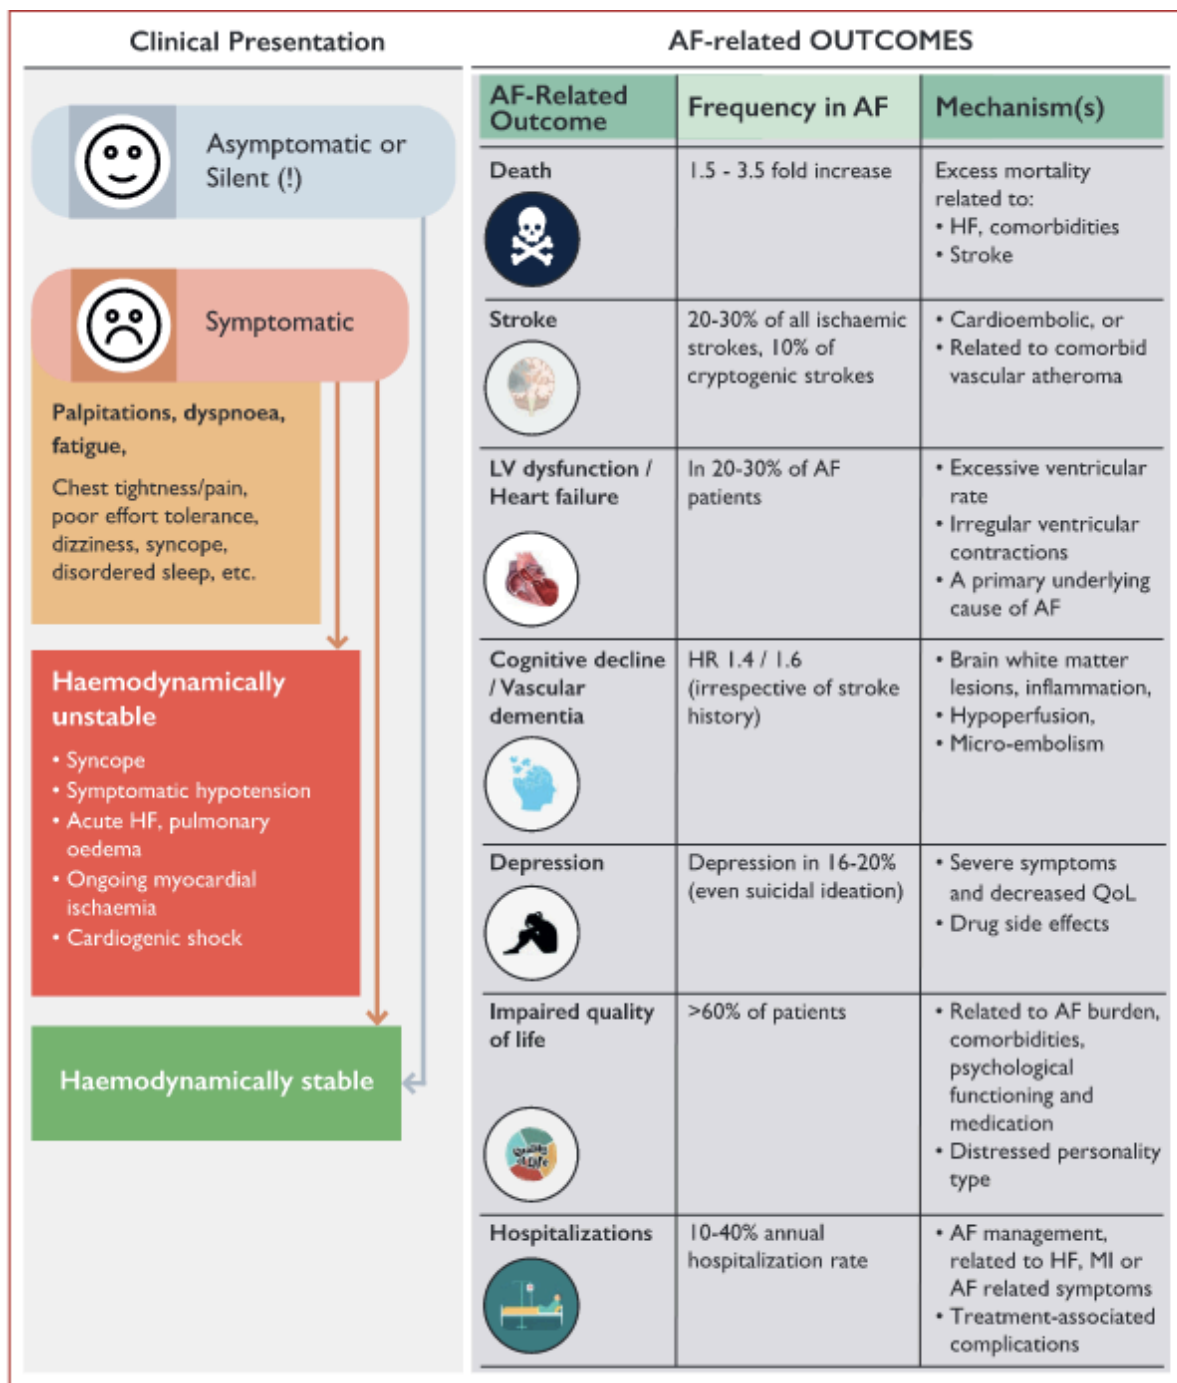 Clinical Presentation
Asymptomatic or
Silent (!)
Symptomatic
Palpitations, dyspnoea,
fatigue,
Chest tightness/pain,
poor effort tolerance,
dizziness, syncope,
disordered sleep, etc.
Haemodynamically
unstable
• Syncope
• Symptomatic hypotension
• Acute HF, pulmonary
oedema
• Ongoing myocardial
ischaemia
• Cardiogenic shock
Haemodynamically stable
AF-related OUTCOMES
AF-Related
Outcome
Frequency in AF
Mechanism(s)
Death
1.5 - 3.5 fold increase
Excess mortality
related to:
• HF, comorbidities
• Stroke
Stroke
20-30% of all ischaemic
strokes, 10% of
cryptogenic strokes
• Cardioembolic, or
• Related to comorbid
vascular atheroma
LV dysfunction /
Heart failure
In 20-30% of AF
patients
• Excessive ventricular
rate
• Irregular ventricular
contractions
• A primary underlying
cause of AF
Cognitive decline
/ Vascular
dementia
HR 1.4 / 1.6
(irrespective of stroke
history)
• Brain white matter
lesions, inflammation,
• Hypoperfusion,
• Micro-embolism
Depression
Depression in 16-20%
(even suicidal ideation)
• Severe symptoms
and decreased QoL
• Drug side effects
Impaired quality
of life
Quality
of Life
>60% of patients
• Related to AF burden,
comorbidities,
psychological
functioning and
medication
• Distressed personality
type
Hospitalizations
10-40% annual
hospitalization rate
• AF management,
related to HF, MI or
AF related symptoms
• Treatment-associated
complications